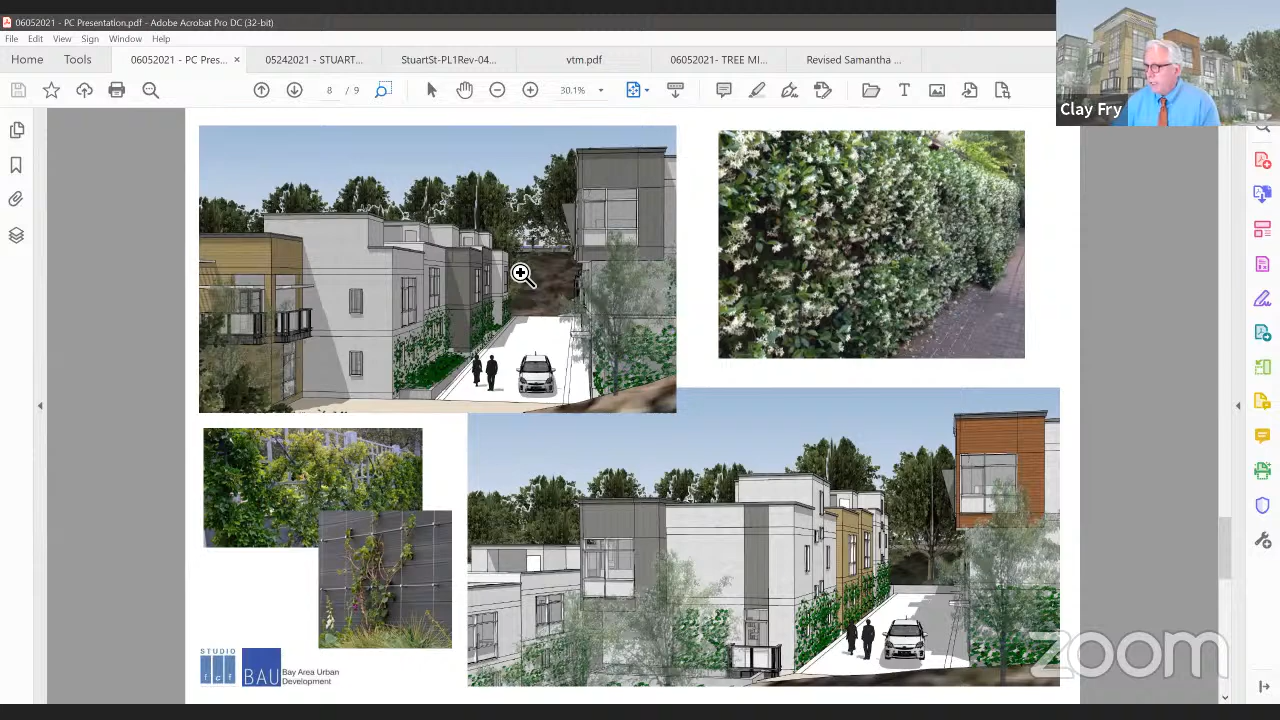 06052021 - PC Presentation.pdf - Adobe Acrobat Pro DC (32-bit)
File Edit View Sign Window Help
Home Tools 06052021 - PC Pres... × 05242021 - STUART... StuartSt-PL1Rev-04... vtm.pdf 06052021- TREE MI... Revised Samantha ...
8 / 9 30.1%
Clay Fry
STUDIO
fcf
BAU
Bay Area Urban
Development
zoom